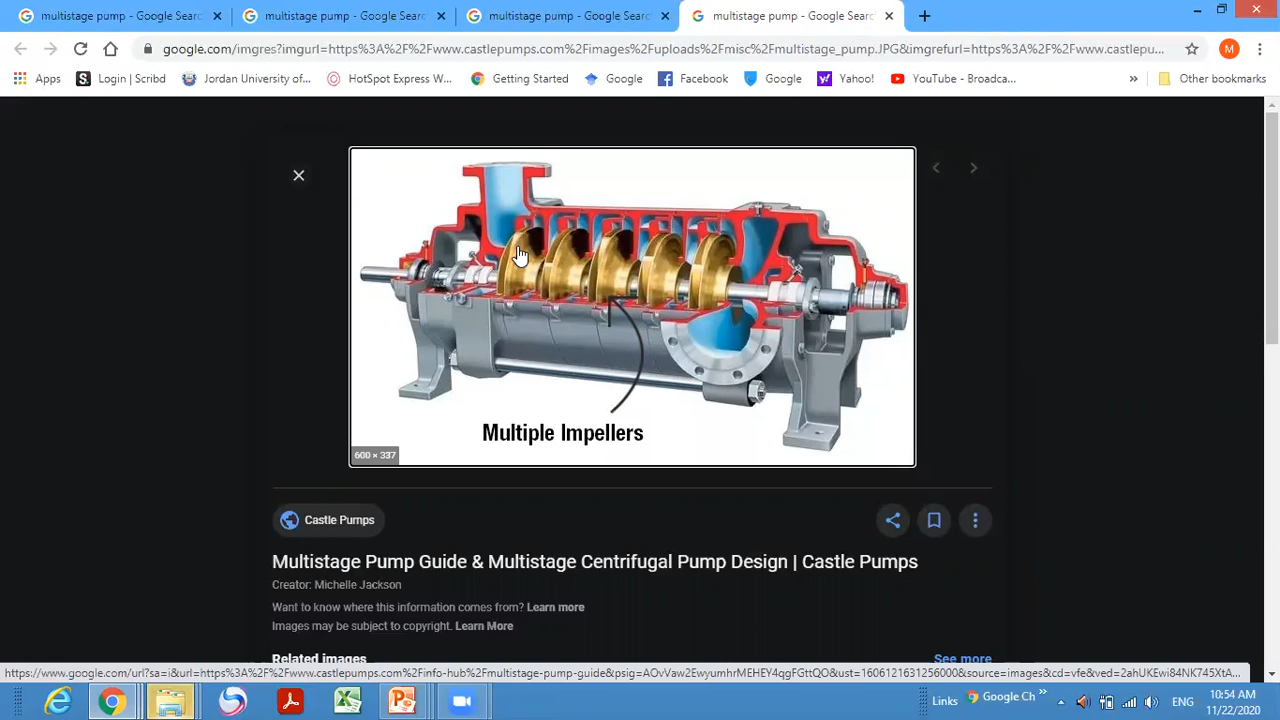 multistage pump - Google Searc
multistage pump - Google Searc
multistage pump - Google Searc
multistage pump - Google Searc
google.com/imgres?imgurl=https%3A%2F%2Fwww.castlepumps.com%2Fimages%2Fuploads%2Fmisc%2Fmultistage_pump.JPG&imgrefurl=https%3A%2F%2Fwww.castlepu...
M
Apps
Login | Scribd
Jordan University of...
HotSpot Express W...
Getting Started
Google
Facebook
Google
Yahoo!
YouTube - Broadca...
»
Other bookmarks
Multiple Impellers
600 × 337
Castle Pumps
Multistage Pump Guide & Multistage Centrifugal Pump Design | Castle Pumps
Creator: Michelle Jackson
Want to know where this information comes from? Learn more
Images may be subject to copyright. Learn More
Related images
See more
Links
Google Ch
»
ENG
10:54 AM
11/22/2020